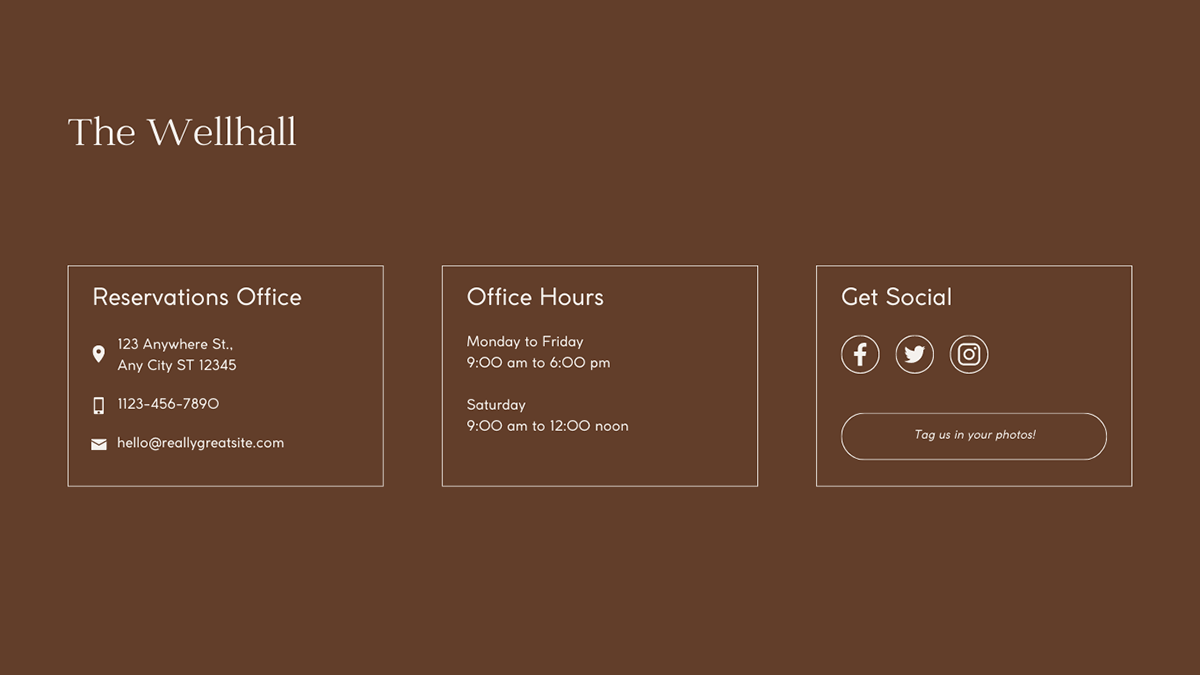 The Wellhall
Reservations Office
123 Anywhere St.,
Any City ST 12345
1123-456-7890
hello@reallygreatsite.com
Office Hours
Monday to Friday
9:00 am to 6:00 pm
Saturday
9:00 am to 12:00 noon
Get Social
Tag us in your photos!